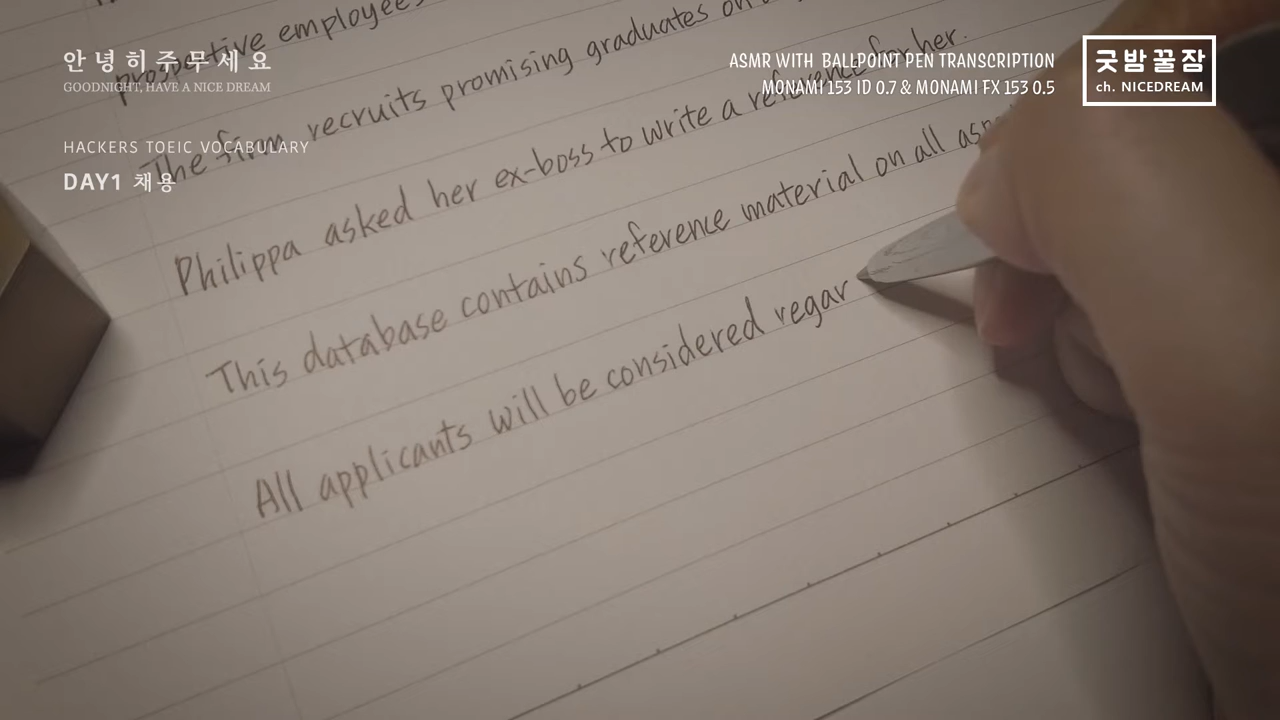 안녕히주무세요
GOODNIGHT, HAVE A NICE DREAM
HACKERS TOEIC VOCABULARY
DAY1 채용
ASMR WITH BALLPOINT PEN TRANSCRIPTION
MONAMI 153 ID 0.7 & MONAMI FX 153 0.5
굿밤꿀잠
ch. NICEDREAM
prospective employees
The firm recruits promising graduates on
Philippa asked her ex-boss to write a reference for her.
This database contains reference material on all
All applicants will be considered regar